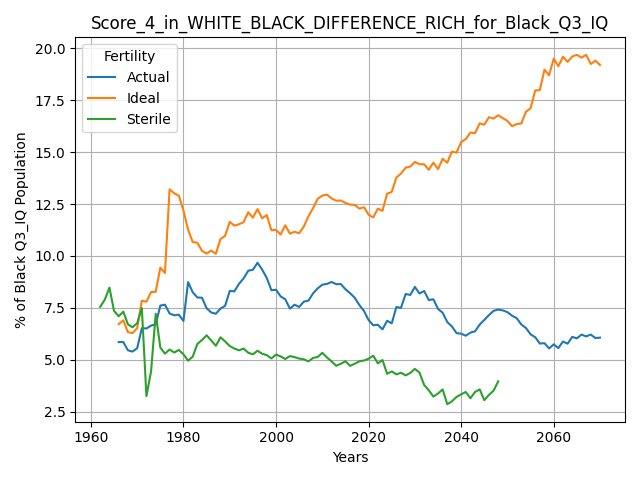 Score_4_in_WHITE_BLACK_DIFFERENCE_RICH_for_Black_Q3_IQ
Fertility
Actual
Ideal
Sterile
% of Black Q3_IQ Population
20.0
17.5
15.0
12.5
10.0
7.5
5.0
2.5
1960 1980 2000 2020 2040 2060
Years